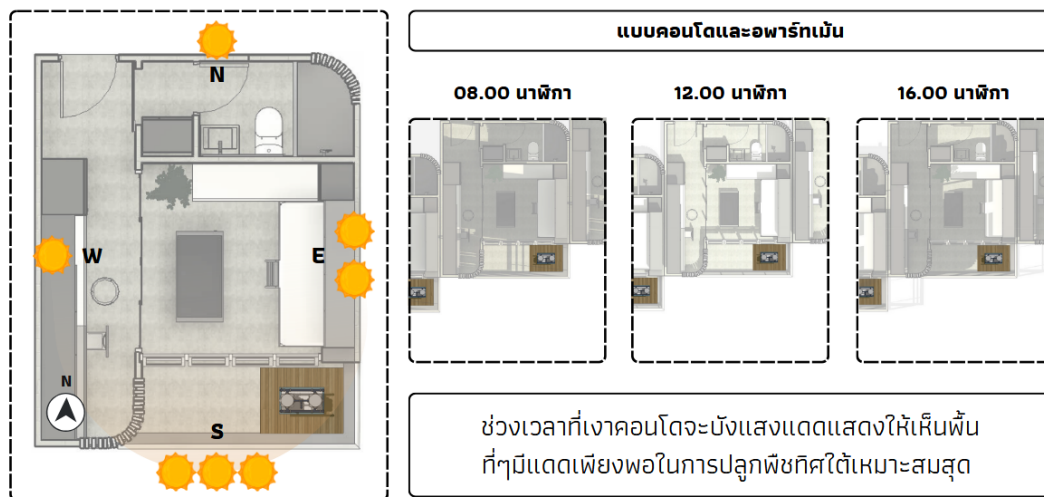 แบบคอนโดและอพาร์ทเม้น
N
08.00 นาฬิกา
12.00 นาฬิกา
16.00 นาฬิกา
W
E
N
S
ช่วงเวลาที่เงาคอนโดจะบังแสงแดดแสดงให้เห็นพื้น
ที่ๆมีแดดเพียงพอในการปลูกพืชทิศใต้เหมาะสมสุด